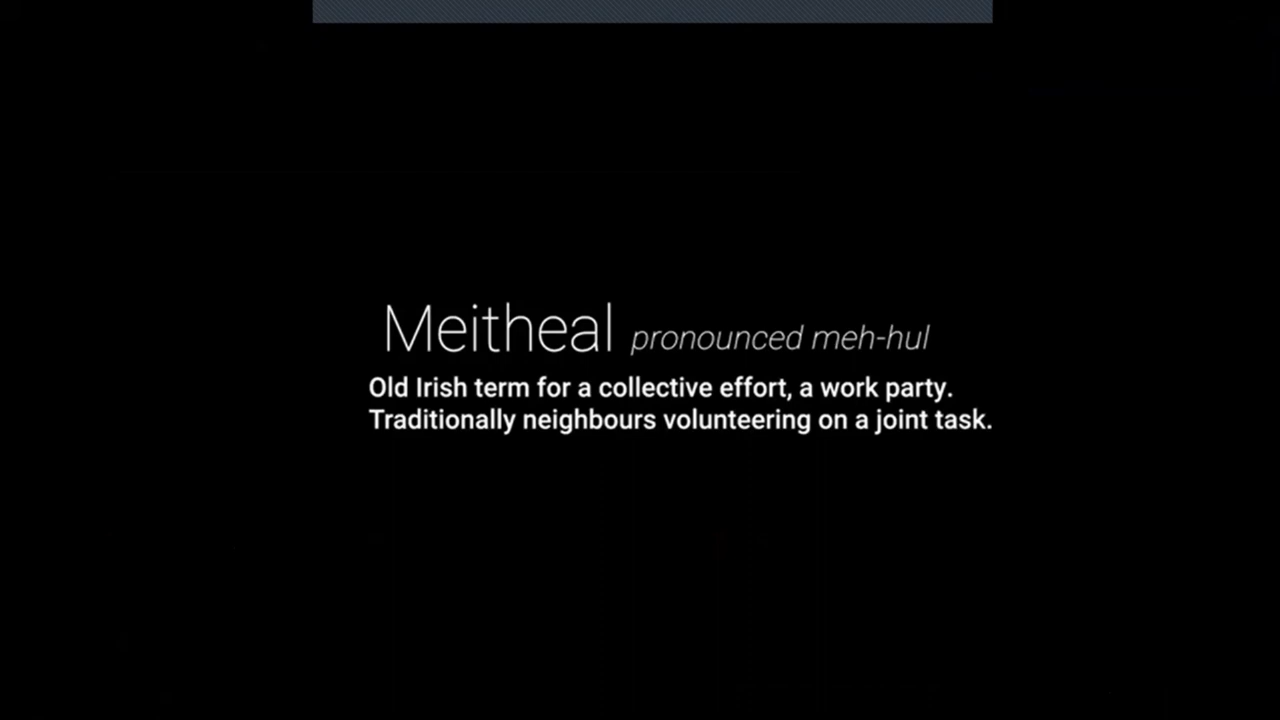 Meitheal pronounced meh-hul
Old Irish term for a collective effort, a work party.
Traditionally neighbours volunteering on a joint task.